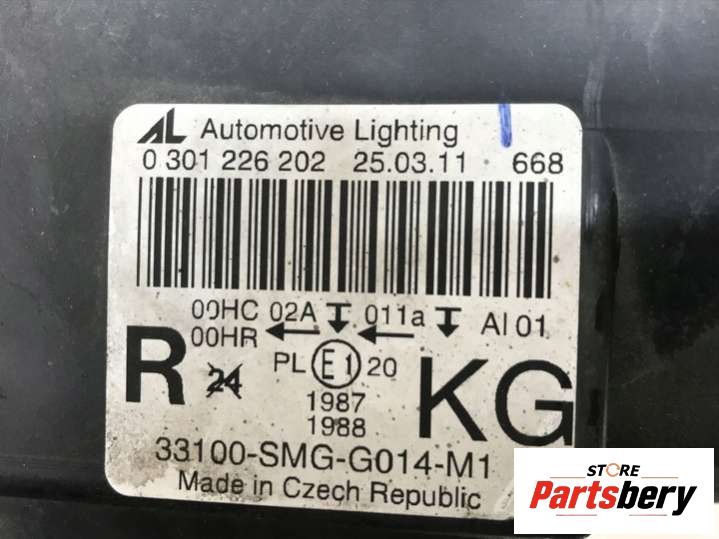 AL Automotive Lighting
0 301 226 202 25.03.11 668
00HC 02A 011a AI 01
00HR
R 24 PL E1 20 KG
1987
1988
33100-SMG-G014-M1
Made in Czech Republic
STORE
Partsbery